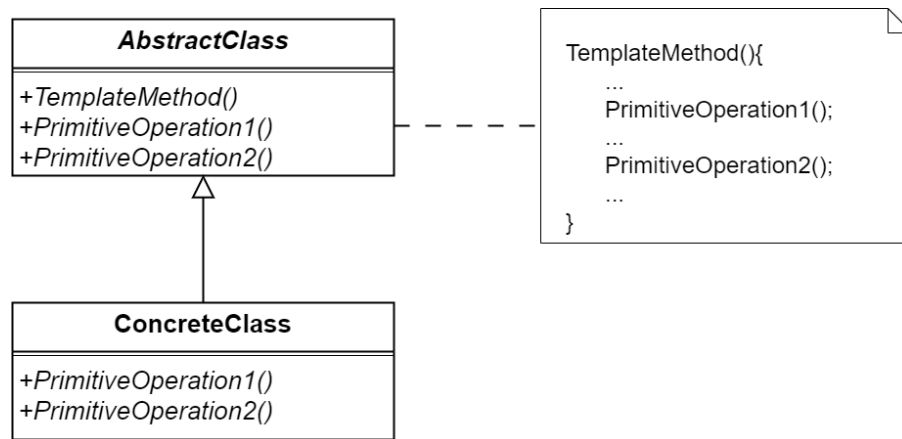 AbstractClass
+TemplateMethod()
+PrimitiveOperation1()
+PrimitiveOperation2()
TemplateMethod(){
...
PrimitiveOperation1();
...
PrimitiveOperation2();
...
}
ConcreteClass
+PrimitiveOperation1()
+PrimitiveOperation2()